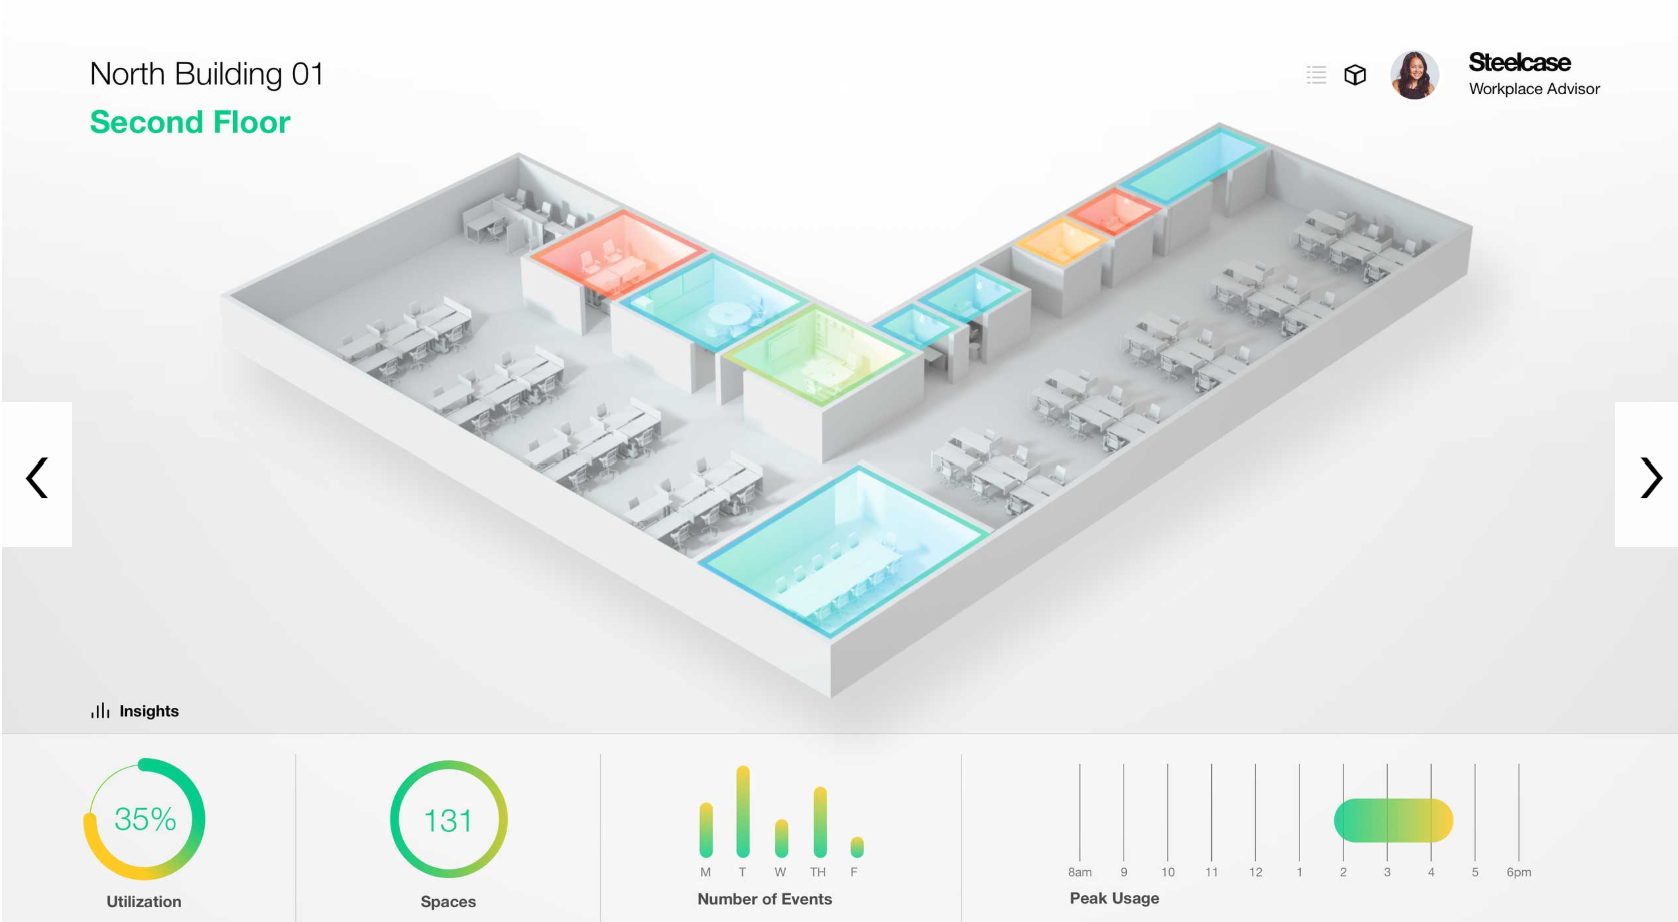 North Building 01
Second Floor
Steelcase
Workplace Advisor
Insights
35%
Utilization
131
Spaces
M T W TH F
Number of Events
8am 9 10 11 12 1 2 3 4 5 6pm
Peak Usage